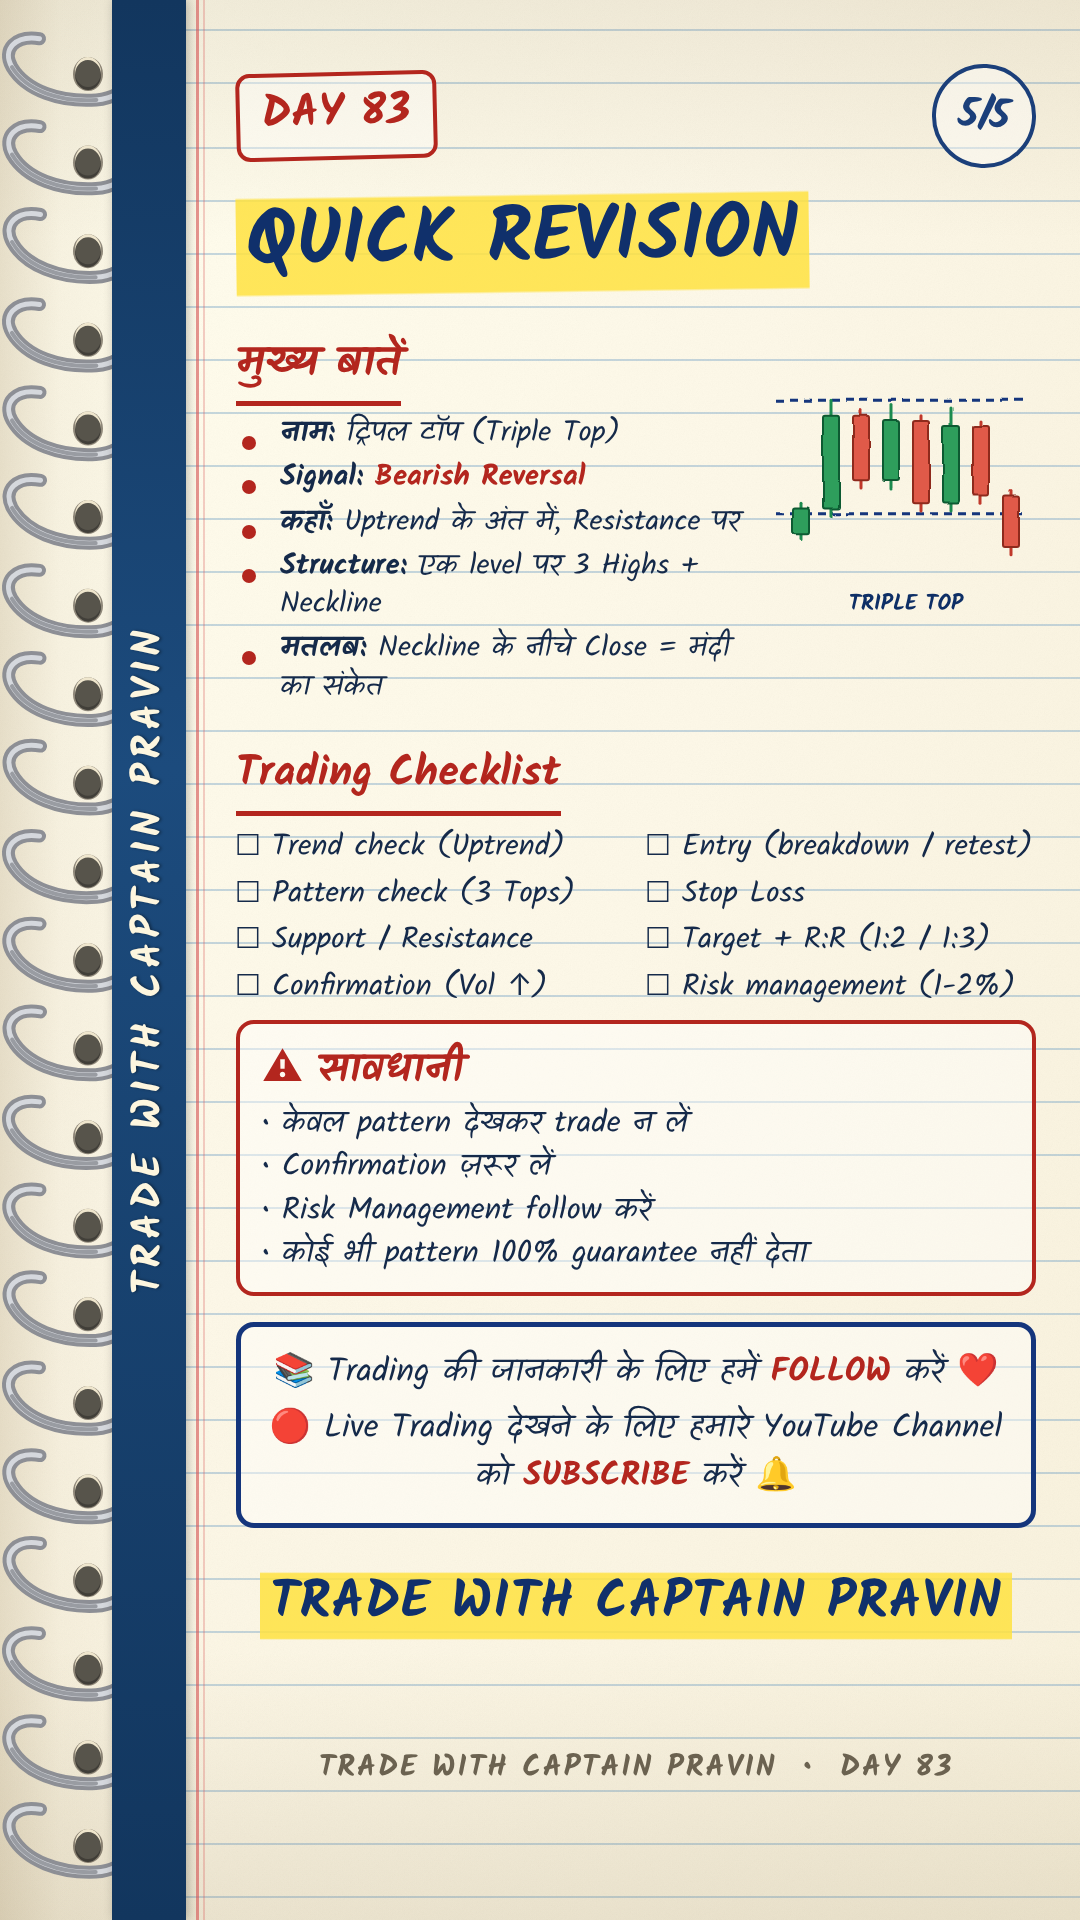 DAY 83
5/5
QUICK REVISION
मुख्य बातें
नाम: ट्रिपल टॉप (Triple Top)
Signal: Bearish Reversal
कहाँ: Uptrend के अंत में, Resistance पर
Structure: एक level पर 3 Highs +
Neckline
मतलब: Neckline के नीचे Close = मंदी
का संकेत
TRIPLE TOP
Trading Checklist
☐ Trend check (Uptrend)
☐ Pattern check (3 Tops)
☐ Support / Resistance
☐ Confirmation (Vol ↑)
☐ Entry (breakdown / retest)
☐ Stop Loss
☐ Target + R:R (1:2 / 1:3)
☐ Risk management (1-2%)
⚠ सावधानी
· केवल pattern देखकर trade न लें
· Confirmation ज़रूर लें
· Risk Management follow करें
· कोई भी pattern 100% guarantee नहीं देता
📚 Trading की जानकारी के लिए हमें FOLLOW करें ❤️
🔴 Live Trading देखने के लिए हमारे YouTube Channel
को SUBSCRIBE करें 🔔
TRADE WITH CAPTAIN PRAVIN
TRADE WITH CAPTAIN PRAVIN · DAY 83
TRADE WITH CAPTAIN PRAVIN